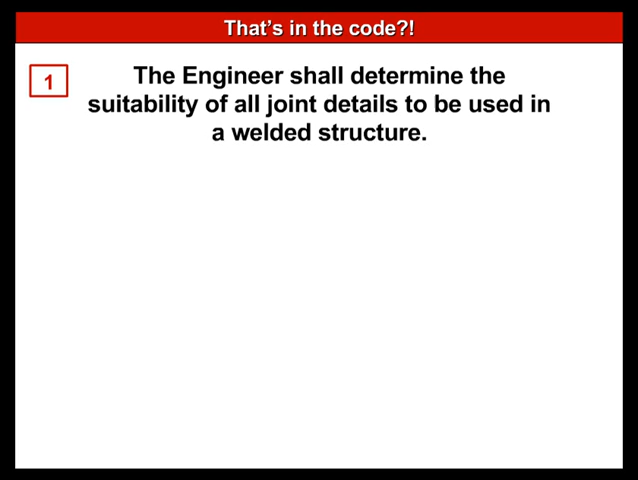 That's in the code?!
1
The Engineer shall determine the
suitability of all joint details to be used in
a welded structure.